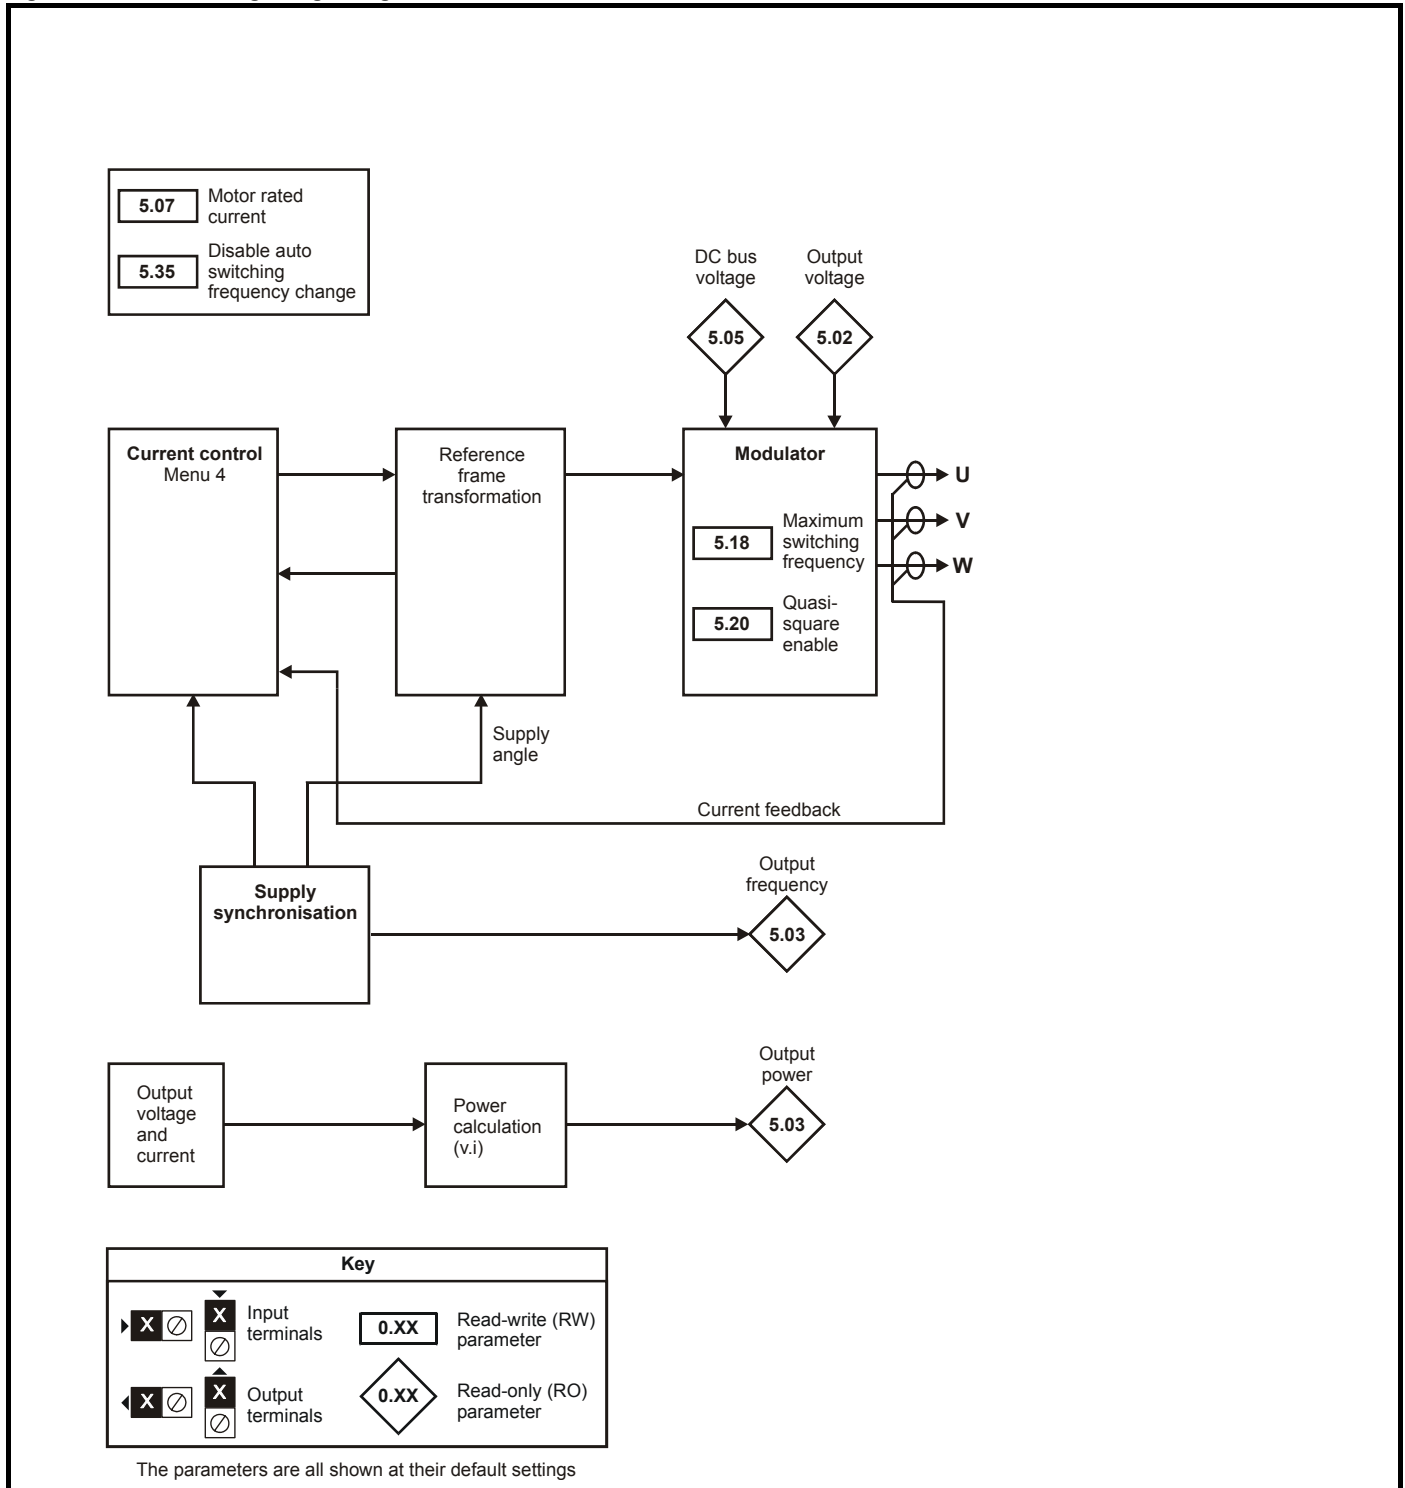 5.07
Motor rated
current
5.35
Disable auto
switching
frequency change
DC bus
voltage
Output
voltage
5.05
5.02
Current control
Menu 4
Reference
frame
transformation
Modulator
5.18
Maximum
switching
frequency
5.20
Quasi-
square
enable
U
V
W
Supply
angle
Current feedback
Supply
synchronisation
Output
frequency
5.03
Output
voltage
and
current
Power
calculation
(v.i)
Output
power
5.03
Key
X
X
Input
terminals
0.XX
Read-write (RW)
parameter
X
X
Output
terminals
0.XX
Read-only (RO)
parameter
The parameters are all shown at their default settings